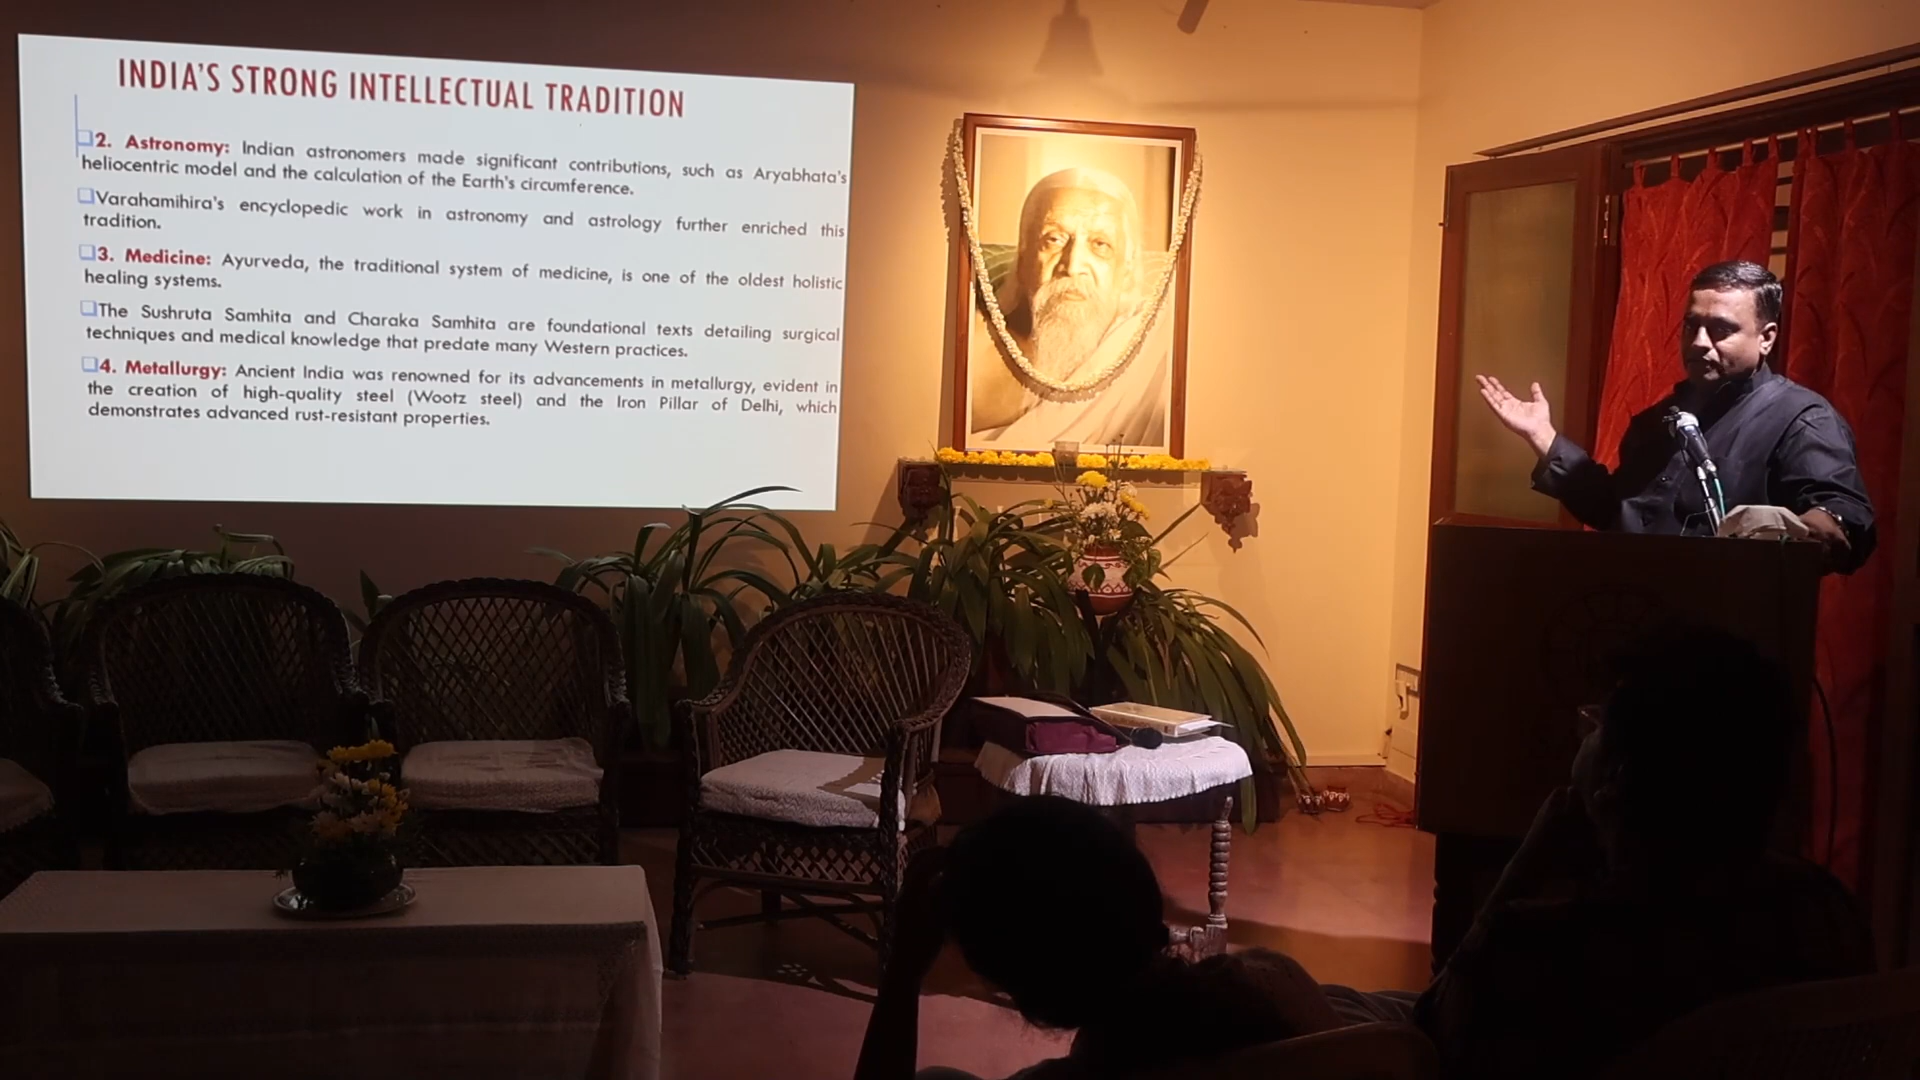 INDIA'S STRONG INTELLECTUAL TRADITION
2. Astronomy: Indian astronomers made significant contributions, such as Aryabhata's
heliocentric model and the calculation of the Earth's circumference.
Varahamihira's encyclopedic work in astronomy and astrology further enriched this
tradition.
3. Medicine: Ayurveda, the traditional system of medicine, is one of the oldest holistic
healing systems.
The Sushruta Samhita and Charaka Samhita are foundational texts detailing surgical
techniques and medical knowledge that predate many Western practices.
4. Metallurgy: Ancient India was renowned for its advancements in metallurgy, evident in
the creation of high-quality steel (Wootz steel) and the Iron Pillar of Delhi, which
demonstrates advanced rust-resistant properties.